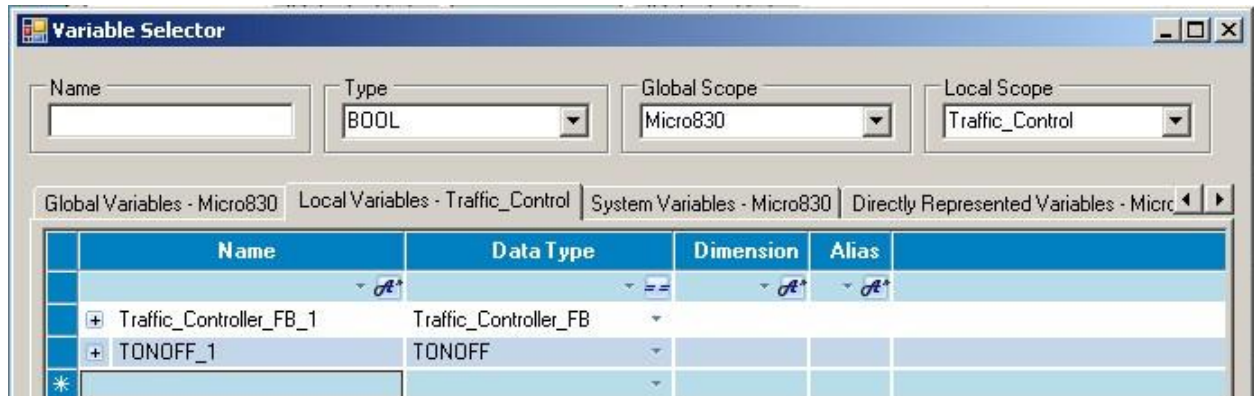 Variable Selector
Name Type Global Scope Local Scope
BOOL Micro830 Traffic_Control
Global Variables - Micro830 Local Variables - Traffic_Control System Variables - Micro830 Directly Represented Variables - Micro
Name Data Type Dimension Alias
Traffic_Controller_FB_1 Traffic_Controller_FB
TONOFF_1 TONOFF